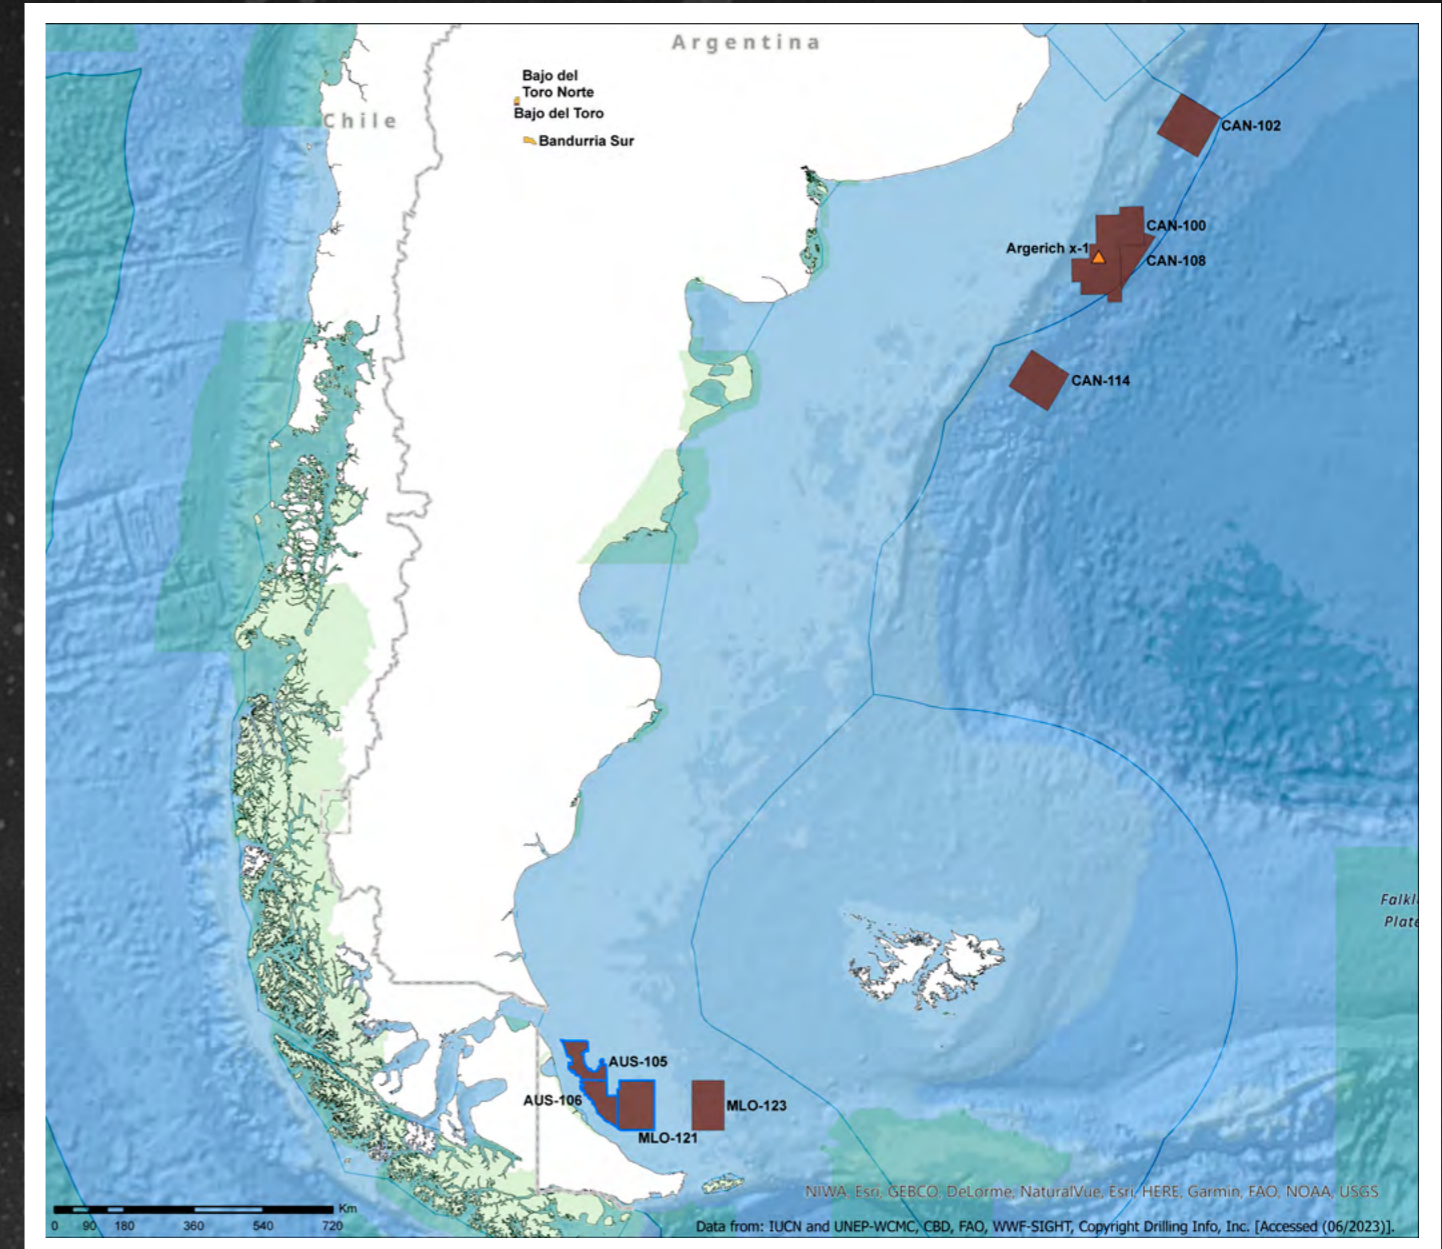 Argentina
Bajo del
Toro Norte
Bajo del Toro
Chile
Bandurria Sur
CAN-102
CAN-100
Argerich x-1
CAN-108
CAN-114
Falkl
Plate
AUS-105
AUS-106
MLO-123
MLO-121
NIWA, Esri, GEBCO, DeLorme, NaturalVue, Esri, HERE, Garmin, FAO, NOAA, USGS
Km
0 90 180 360 540 720
Data from: IUCN and UNEP-WCMC, CBD, FAO, WWF-SIGHT, Copyright Drilling Info, Inc. [Accessed (06/2023)].